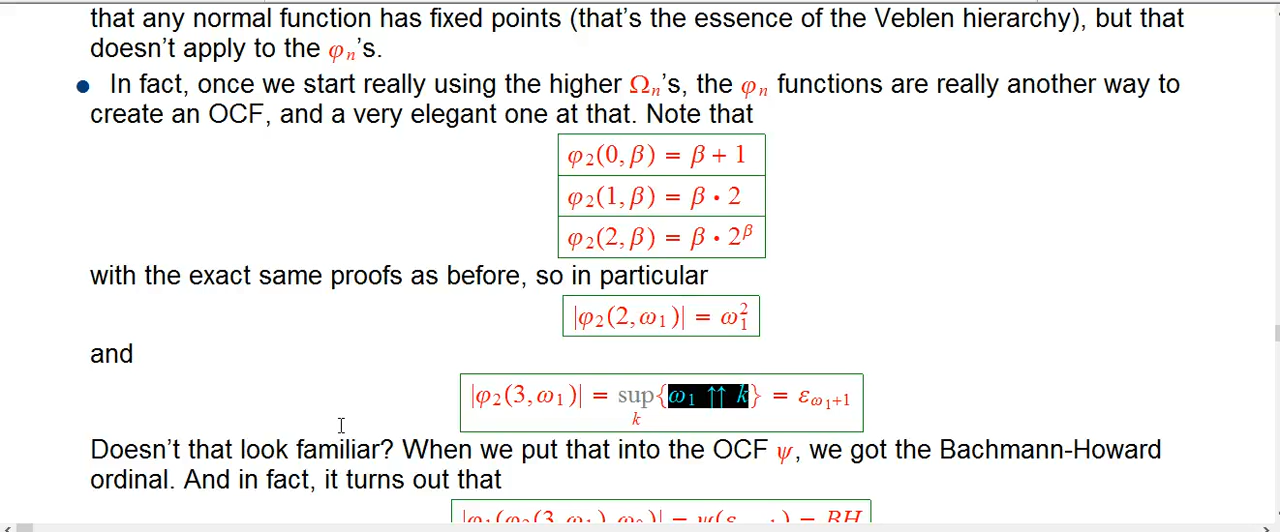 that any normal function has fixed points (that's the essence of the Veblen hierarchy), but that
doesn't apply to the φₙ's.
● In fact, once we start really using the higher Ωₙ's, the φₙ functions are really another way to
create an OCF, and a very elegant one at that. Note that
φ₂(0, β) = β + 1
φ₂(1, β) = β • 2
φ₂(2, β) = β • 2^β
with the exact same proofs as before, so in particular
|φ₂(2, ω₁)| = ω₁²
and
|φ₂(3, ω₁)| = sup_k{ω₁ ↑↑ k} = ε_{ω₁+1}
Doesn't that look familiar? When we put that into the OCF ψ, we got the Bachmann-Howard
ordinal. And in fact, it turns out that